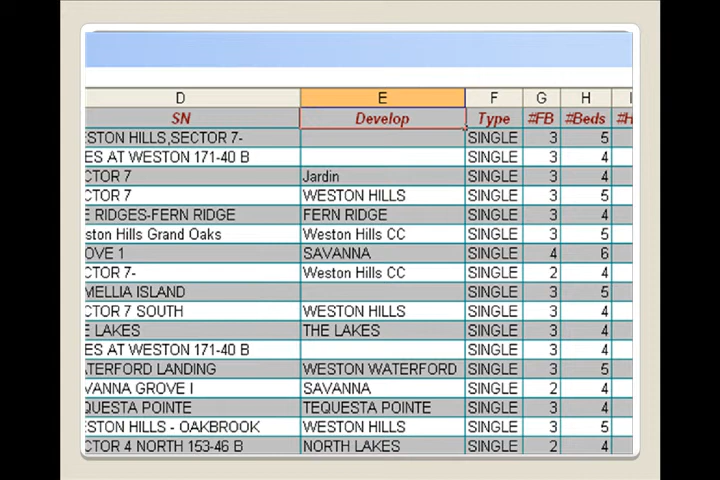 D E F G H
SN Develop Type #FB #Beds
ESTON HILLS,SECTOR 7- SINGLE 3 5
ES AT WESTON 171-40 B SINGLE 3 4
CTOR 7 Jardin SINGLE 3 4
CTOR 7 WESTON HILLS SINGLE 3 5
E RIDGES-FERN RIDGE FERN RIDGE SINGLE 3 4
ston Hills Grand Oaks Weston Hills CC SINGLE 3 5
OVE 1 SAVANNA SINGLE 4 6
CTOR 7- Weston Hills CC SINGLE 2 4
MELLIA ISLAND SINGLE 3 5
CTOR 7 SOUTH WESTON HILLS SINGLE 3 4
E LAKES THE LAKES SINGLE 3 4
ES AT WESTON 171-40 B SINGLE 3 4
ATERFORD LANDING WESTON WATERFORD SINGLE 3 5
VANNA GROVE I SAVANNA SINGLE 2 4
QUESTA POINTE TEQUESTA POINTE SINGLE 3 4
ESTON HILLS - OAKBROOK WESTON HILLS SINGLE 3 5
CTOR 4 NORTH 153-46 B NORTH LAKES SINGLE 2 4